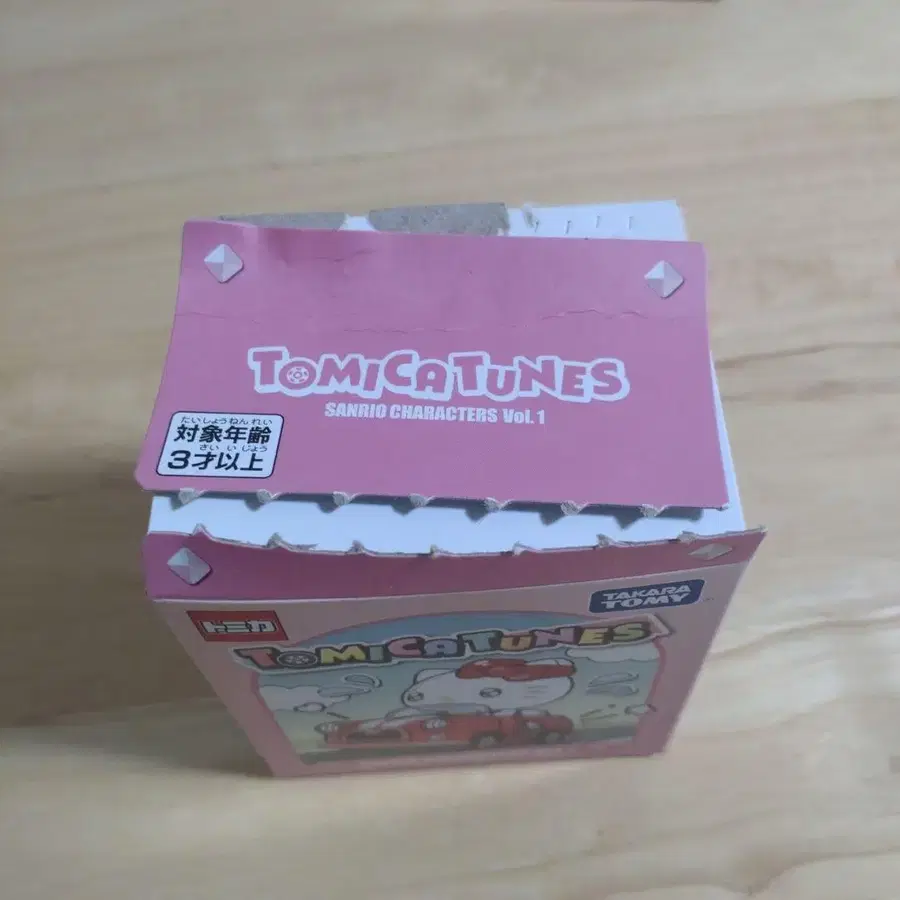 TOMICA TUNES
SANRIO CHARACTERS Vol. 1
たいしょうねんれい
対象年齢
さいいじょう
3才以上
TAKARA
TOMY
トミカ
TOMICA TUNES